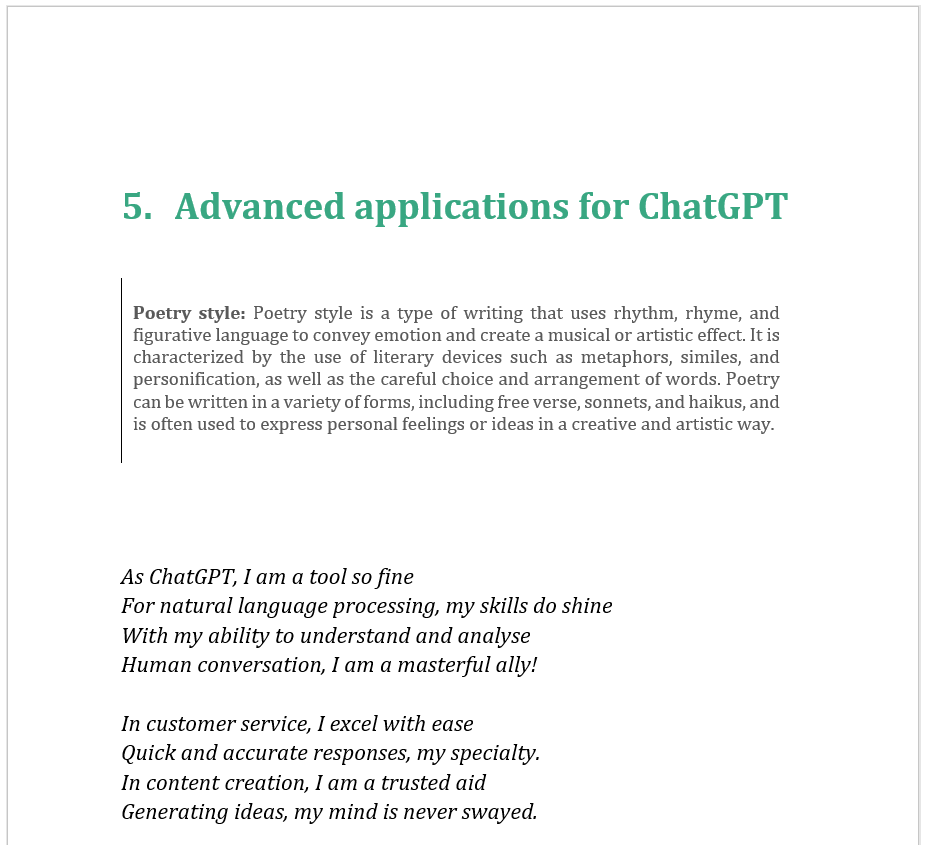 5. Advanced applications for ChatGPT
Poetry style: Poetry style is a type of writing that uses rhythm, rhyme, and
figurative language to convey emotion and create a musical or artistic effect. It is
characterized by the use of literary devices such as metaphors, similes, and
personification, as well as the careful choice and arrangement of words. Poetry
can be written in a variety of forms, including free verse, sonnets, and haikus, and
is often used to express personal feelings or ideas in a creative and artistic way.
As ChatGPT, I am a tool so fine
For natural language processing, my skills do shine
With my ability to understand and analyse
Human conversation, I am a masterful ally!
In customer service, I excel with ease
Quick and accurate responses, my specialty.
In content creation, I am a trusted aid
Generating ideas, my mind is never swayed.